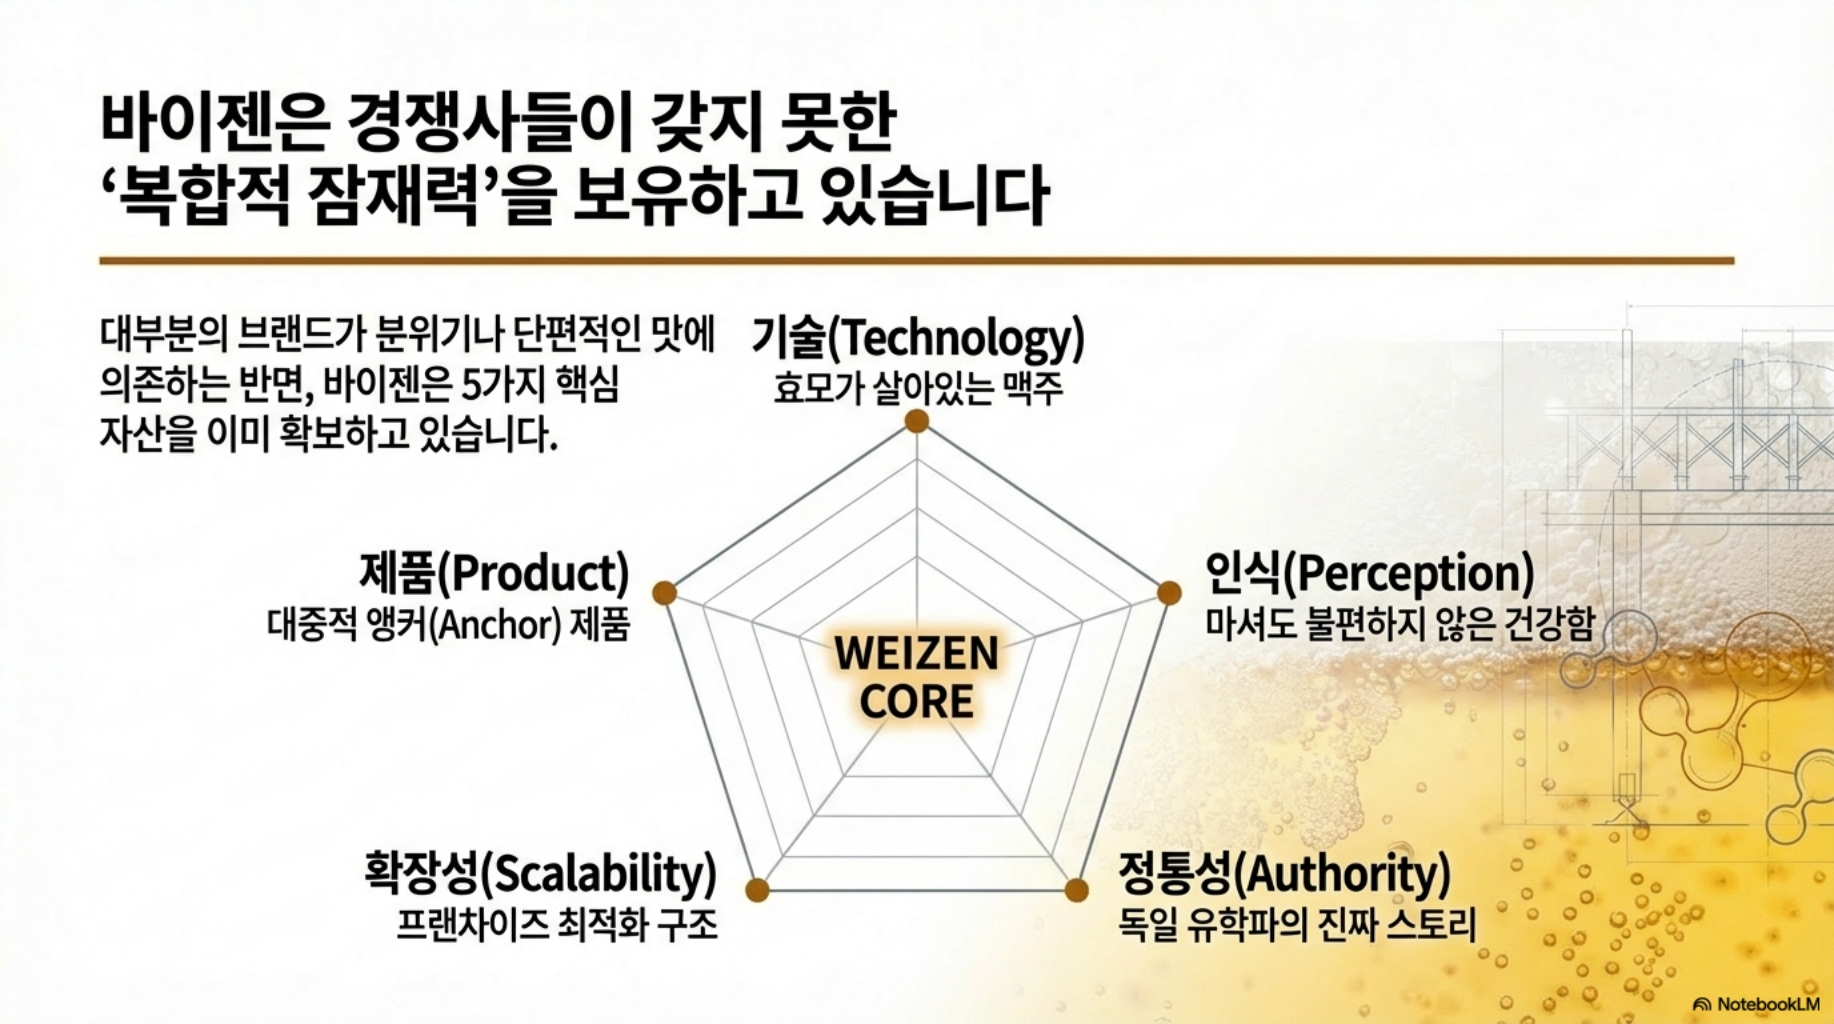 바이젠은 경쟁사들이 갖지 못한
‘복합적 잠재력’을 보유하고 있습니다
대부분의 브랜드가 분위기나 단편적인 맛에
의존하는 반면, 바이젠은 5가지 핵심
자산을 이미 확보하고 있습니다.
기술(Technology)
효모가 살아있는 맥주
제품(Product)
대중적 앵커(Anchor) 제품
인식(Perception)
마셔도 불편하지 않은 건강함
WEIZEN
CORE
확장성(Scalability)
프랜차이즈 최적화 구조
정통성(Authority)
독일 유학파의 진짜 스토리
NotebookLM